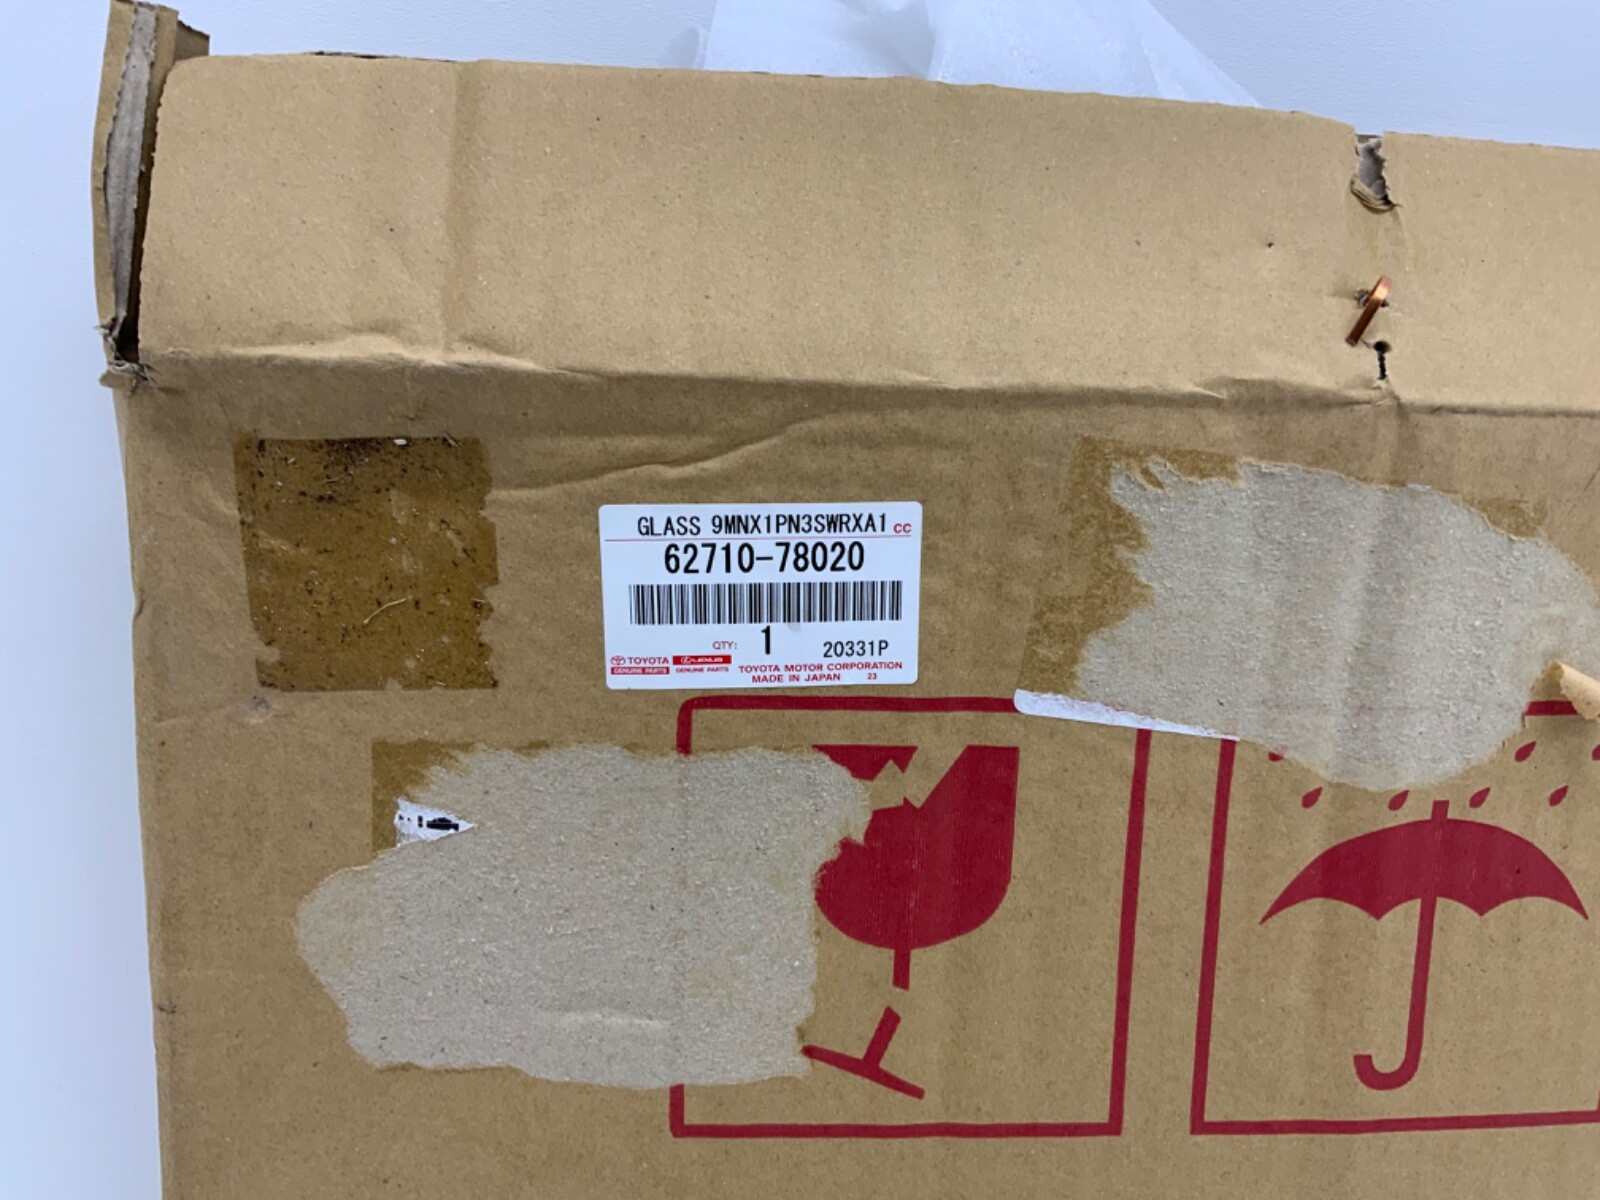 GLASS 9MNX1PN3SWRXA1 CC
62710-78020
QTY: 1 20331P
TOYOTA LEXUS TOYOTA MOTOR CORPORATION
GENUINE PARTS GENUINE PARTS MADE IN JAPAN 23